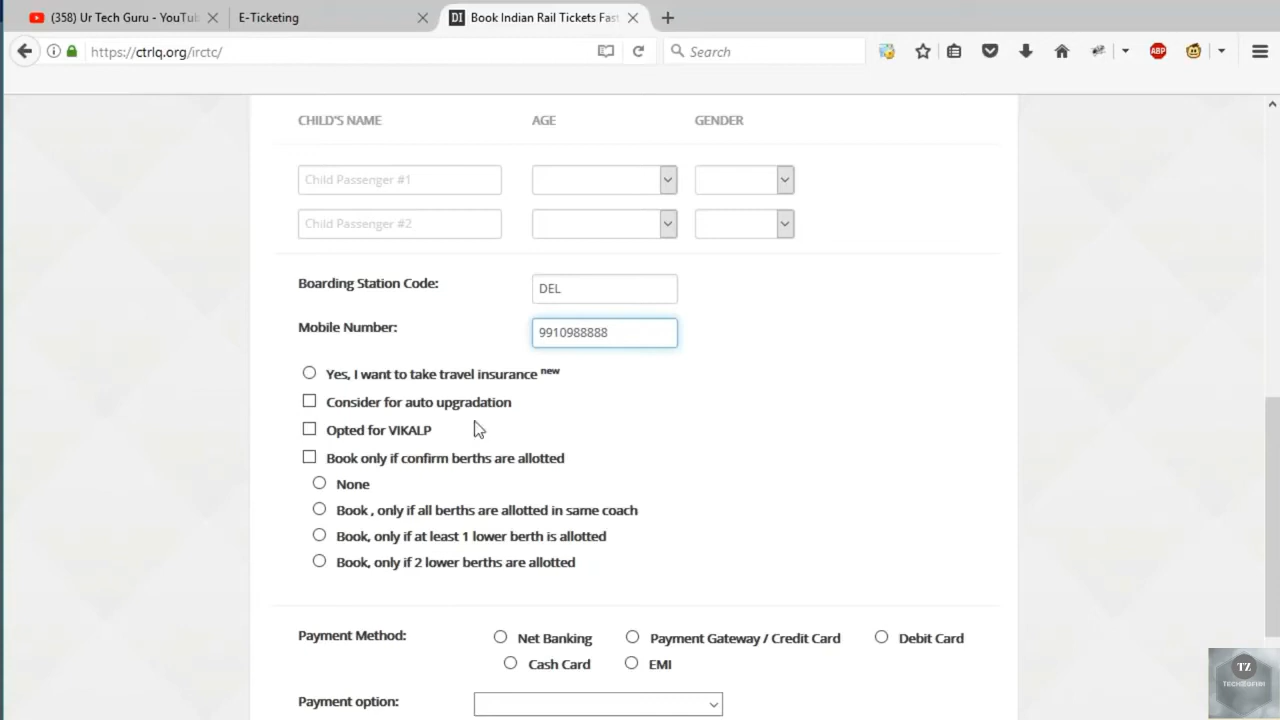 (358) Ur Tech Guru - YouTub
E-Ticketing
DI Book Indian Rail Tickets Fast
https://ctrlq.org/irctc/
Search
ABP
CHILD'S NAME AGE GENDER
Child Passenger #1
Child Passenger #2
Boarding Station Code: DEL
Mobile Number: 9910988888
Yes, I want to take travel insurance new
Consider for auto upgradation
Opted for VIKALP
Book only if confirm berths are allotted
None
Book , only if all berths are allotted in same coach
Book, only if at least 1 lower berth is allotted
Book, only if 2 lower berths are allotted
Payment Method: Net Banking Payment Gateway / Credit Card Debit Card
Cash Card EMI
Payment option:
TZ